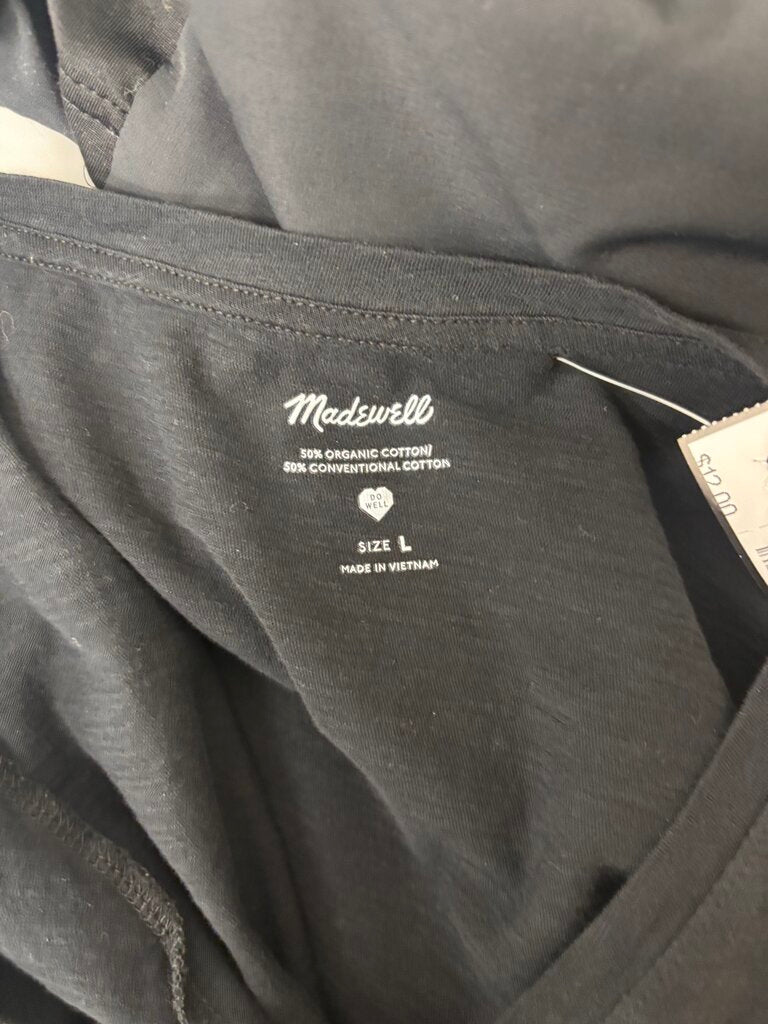 Madewell
50% ORGANIC COTTON/
50% CONVENTIONAL COTTON
DO
WELL
SIZE L
MADE IN VIETNAM
$12.00